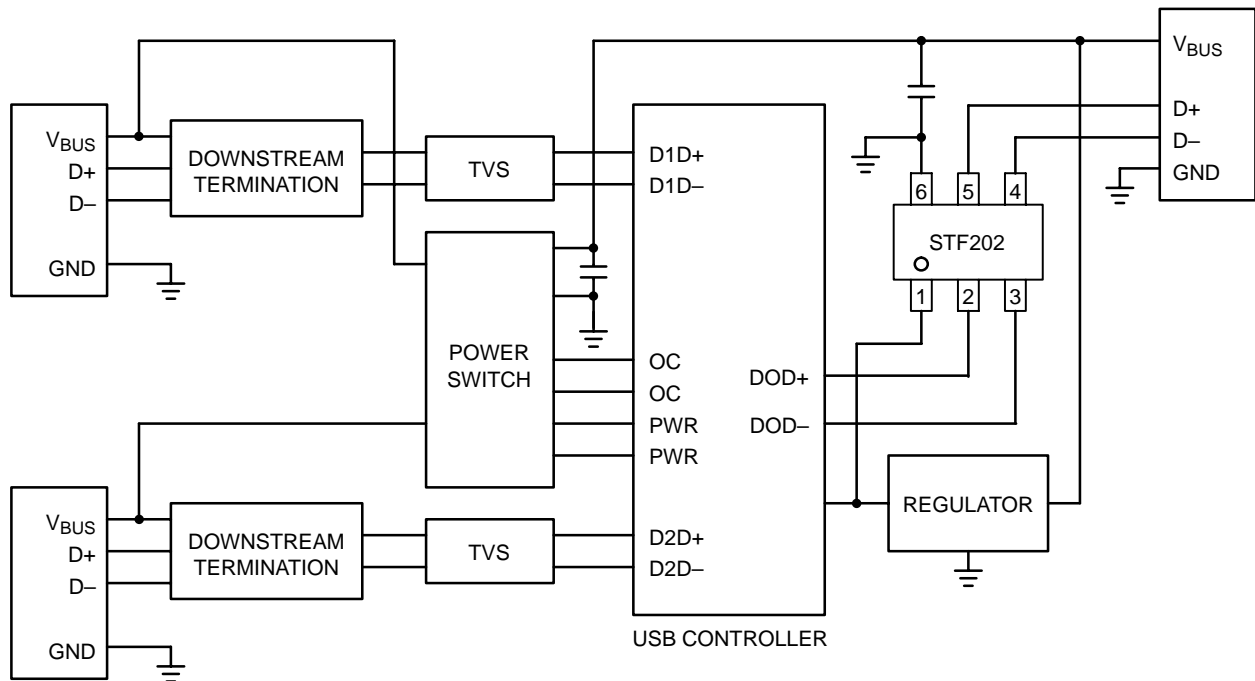 VBUS
D+
D–
GND
DOWNSTREAM
TERMINATION
TVS
D1D+
D1D–
POWER
SWITCH
OC
OC
PWR
PWR
DOD+
DOD–
VBUS
D+
D–
GND
6 5 4
STF202
1 2 3
REGULATOR
VBUS
D+
D–
GND
DOWNSTREAM
TERMINATION
TVS
D2D+
D2D–
USB CONTROLLER